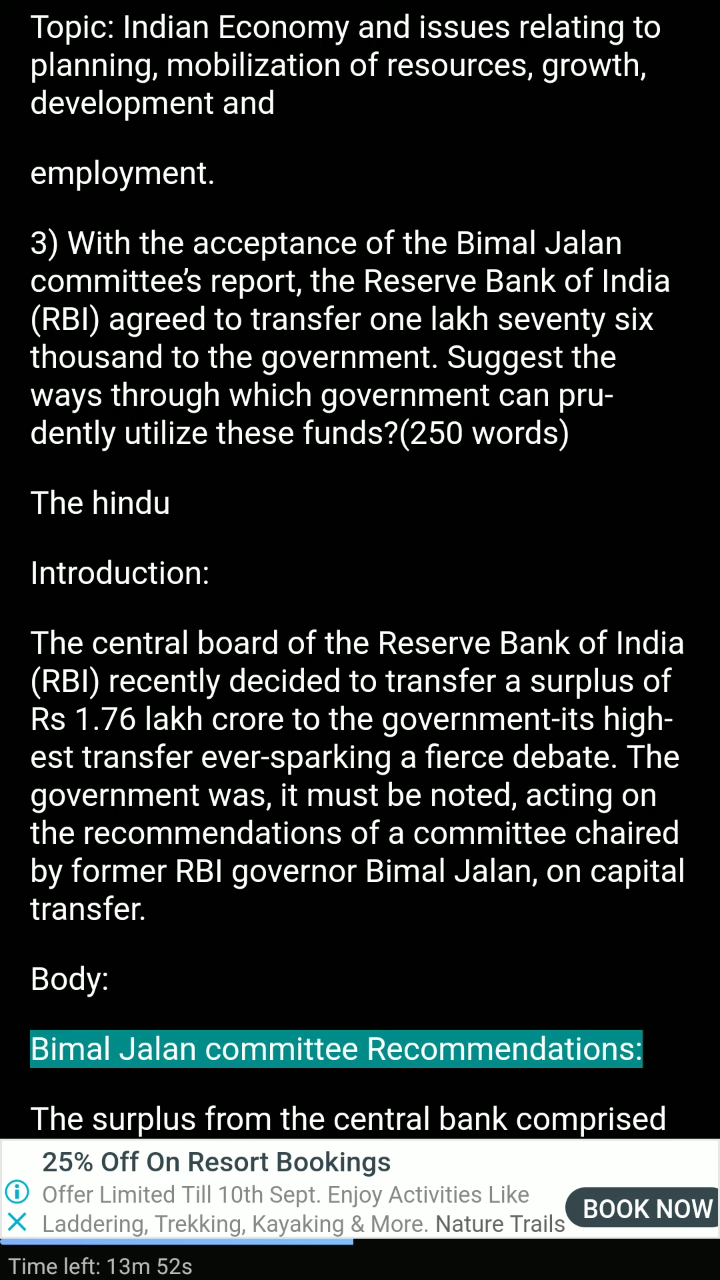 Topic: Indian Economy and issues relating to
planning, mobilization of resources, growth,
development and
employment.
3) With the acceptance of the Bimal Jalan
committee’s report, the Reserve Bank of India
(RBI) agreed to transfer one lakh seventy six
thousand to the government. Suggest the
ways through which government can pru-
dently utilize these funds?(250 words)
The hindu
Introduction:
The central board of the Reserve Bank of India
(RBI) recently decided to transfer a surplus of
Rs 1.76 lakh crore to the government-its high-
est transfer ever-sparking a fierce debate. The
government was, it must be noted, acting on
the recommendations of a committee chaired
by former RBI governor Bimal Jalan, on capital
transfer.
Body:
Bimal Jalan committee Recommendations:
The surplus from the central bank comprised
25% Off On Resort Bookings
Offer Limited Till 10th Sept. Enjoy Activities Like
Laddering, Trekking, Kayaking & More. Nature Trails
BOOK NOW
Time left: 13m 52s